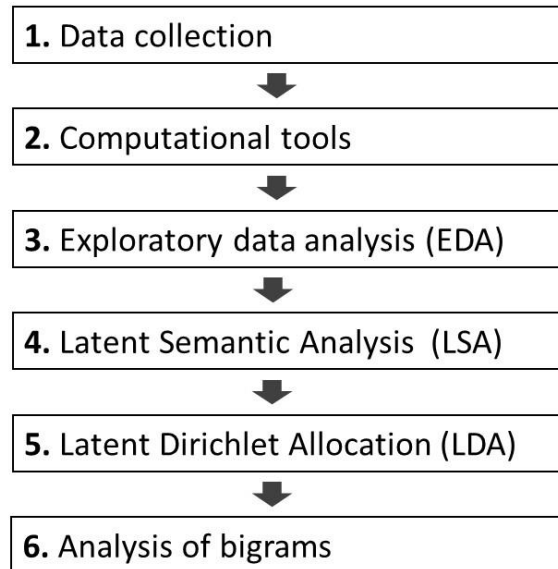 1. Data collection
2. Computational tools
3. Exploratory data analysis (EDA)
4. Latent Semantic Analysis (LSA)
5. Latent Dirichlet Allocation (LDA)
6. Analysis of bigrams